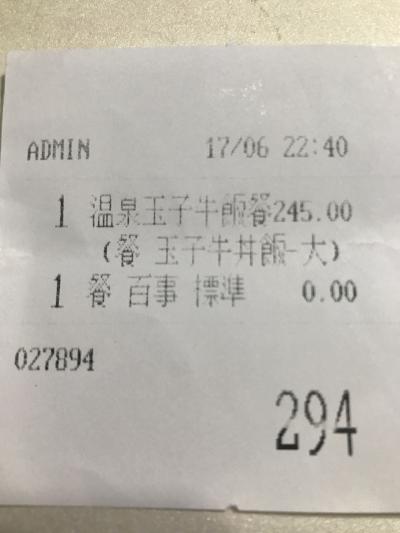 ADMIN 17/06 22:40
1 溫泉玉子牛飯餐245.00
(餐 玉子牛丼飯-大)
1 餐 百事 標準 0.00
027894
294